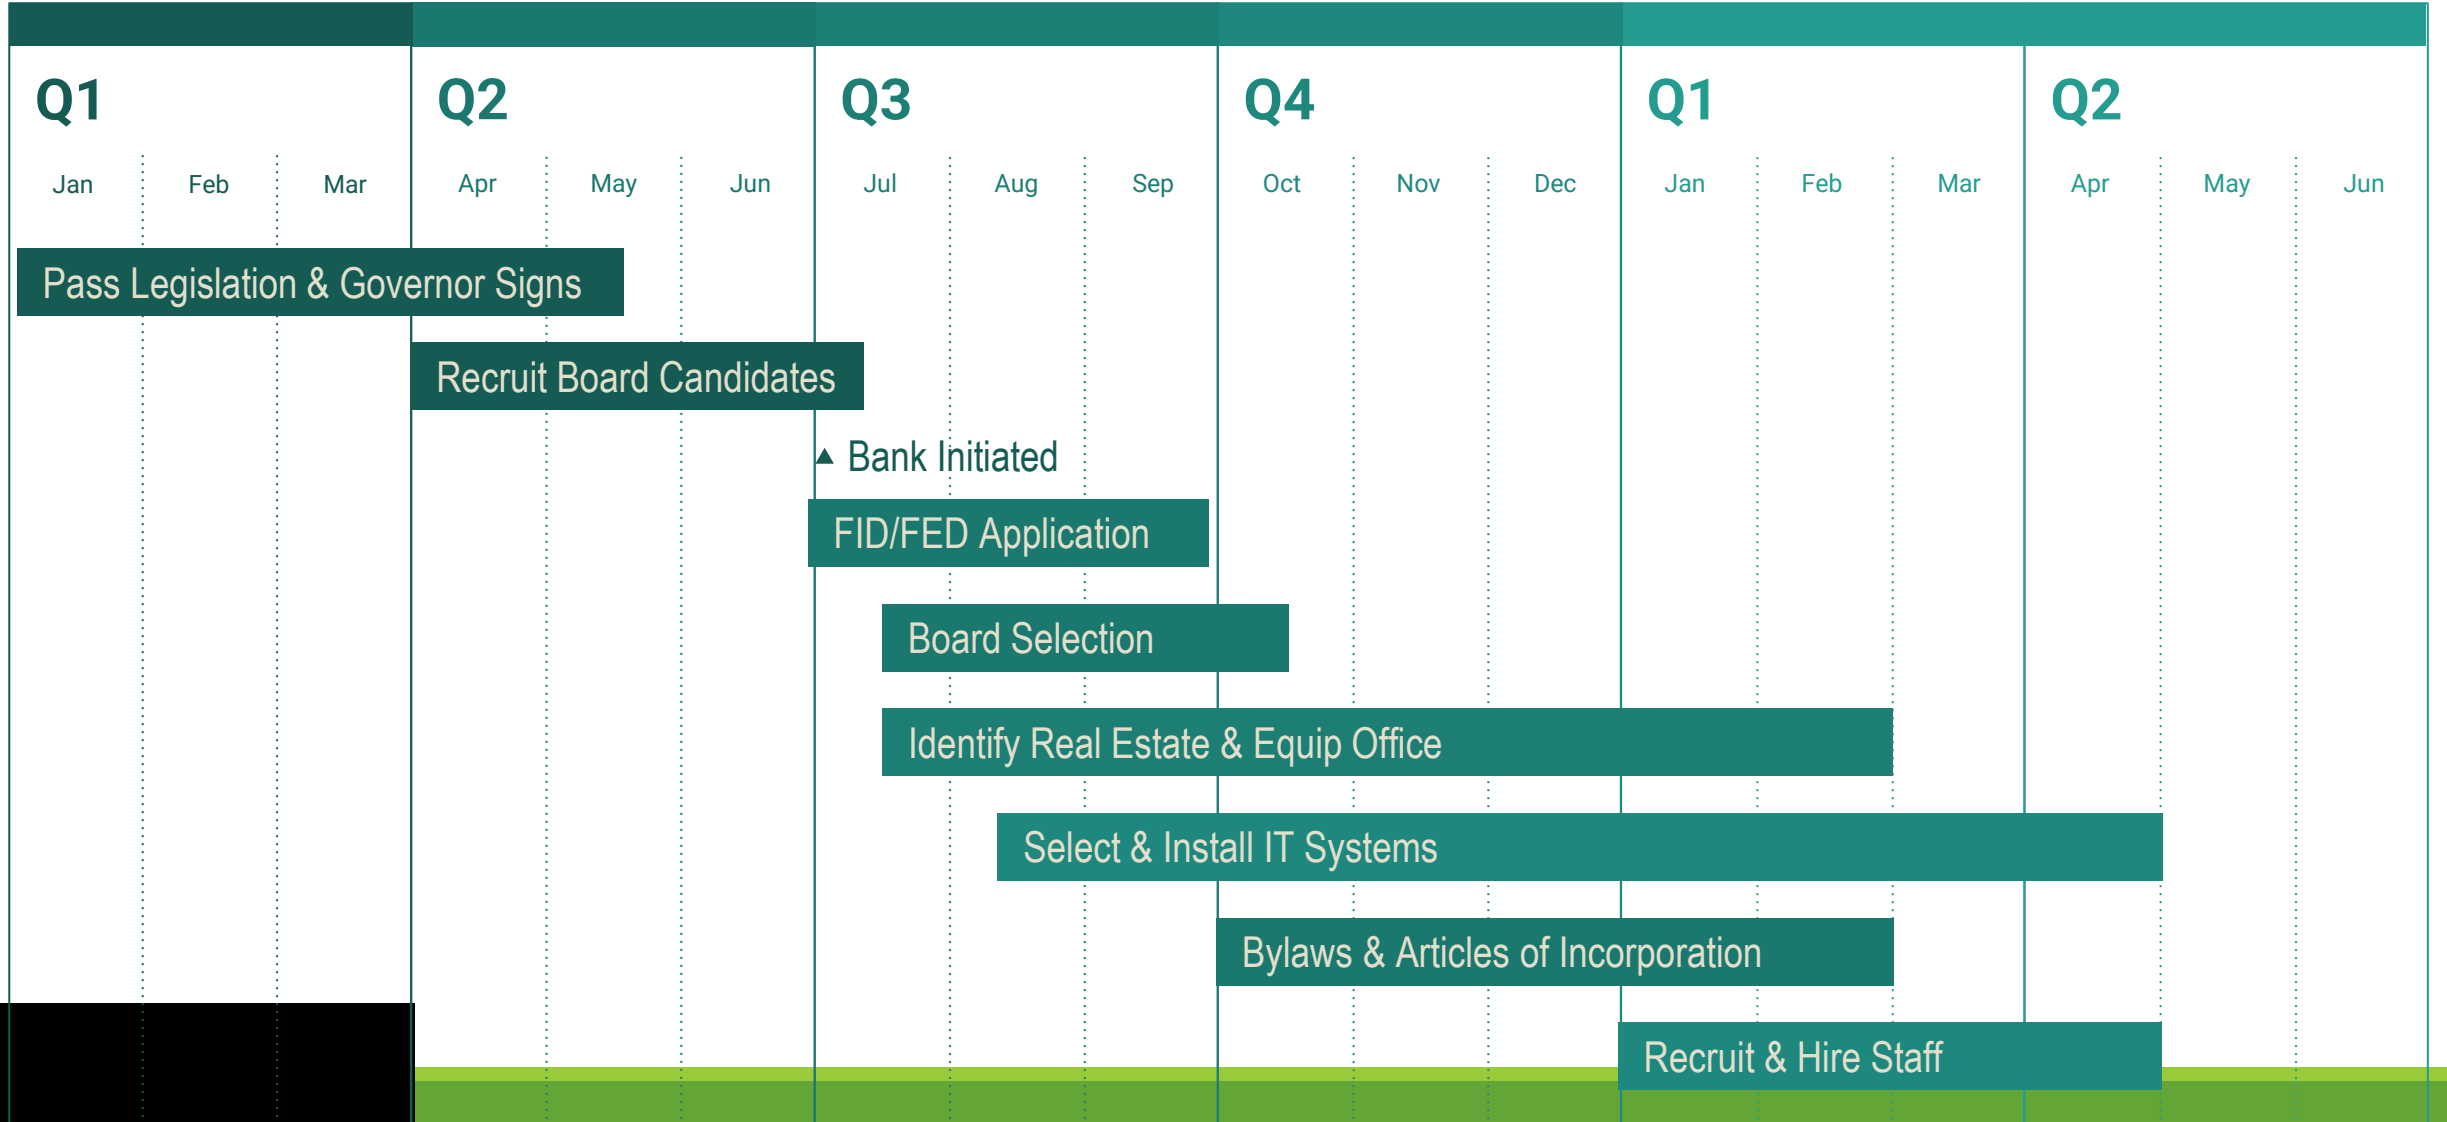 Q1 Q2 Q3 Q4 Q1 Q2
Jan Feb Mar Apr May Jun Jul Aug Sep Oct Nov Dec Jan Feb Mar Apr May Jun
Pass Legislation & Governor Signs
Recruit Board Candidates
Bank Initiated
FID/FED Application
Board Selection
Identify Real Estate & Equip Office
Select & Install IT Systems
Bylaws & Articles of Incorporation
Recruit & Hire Staff